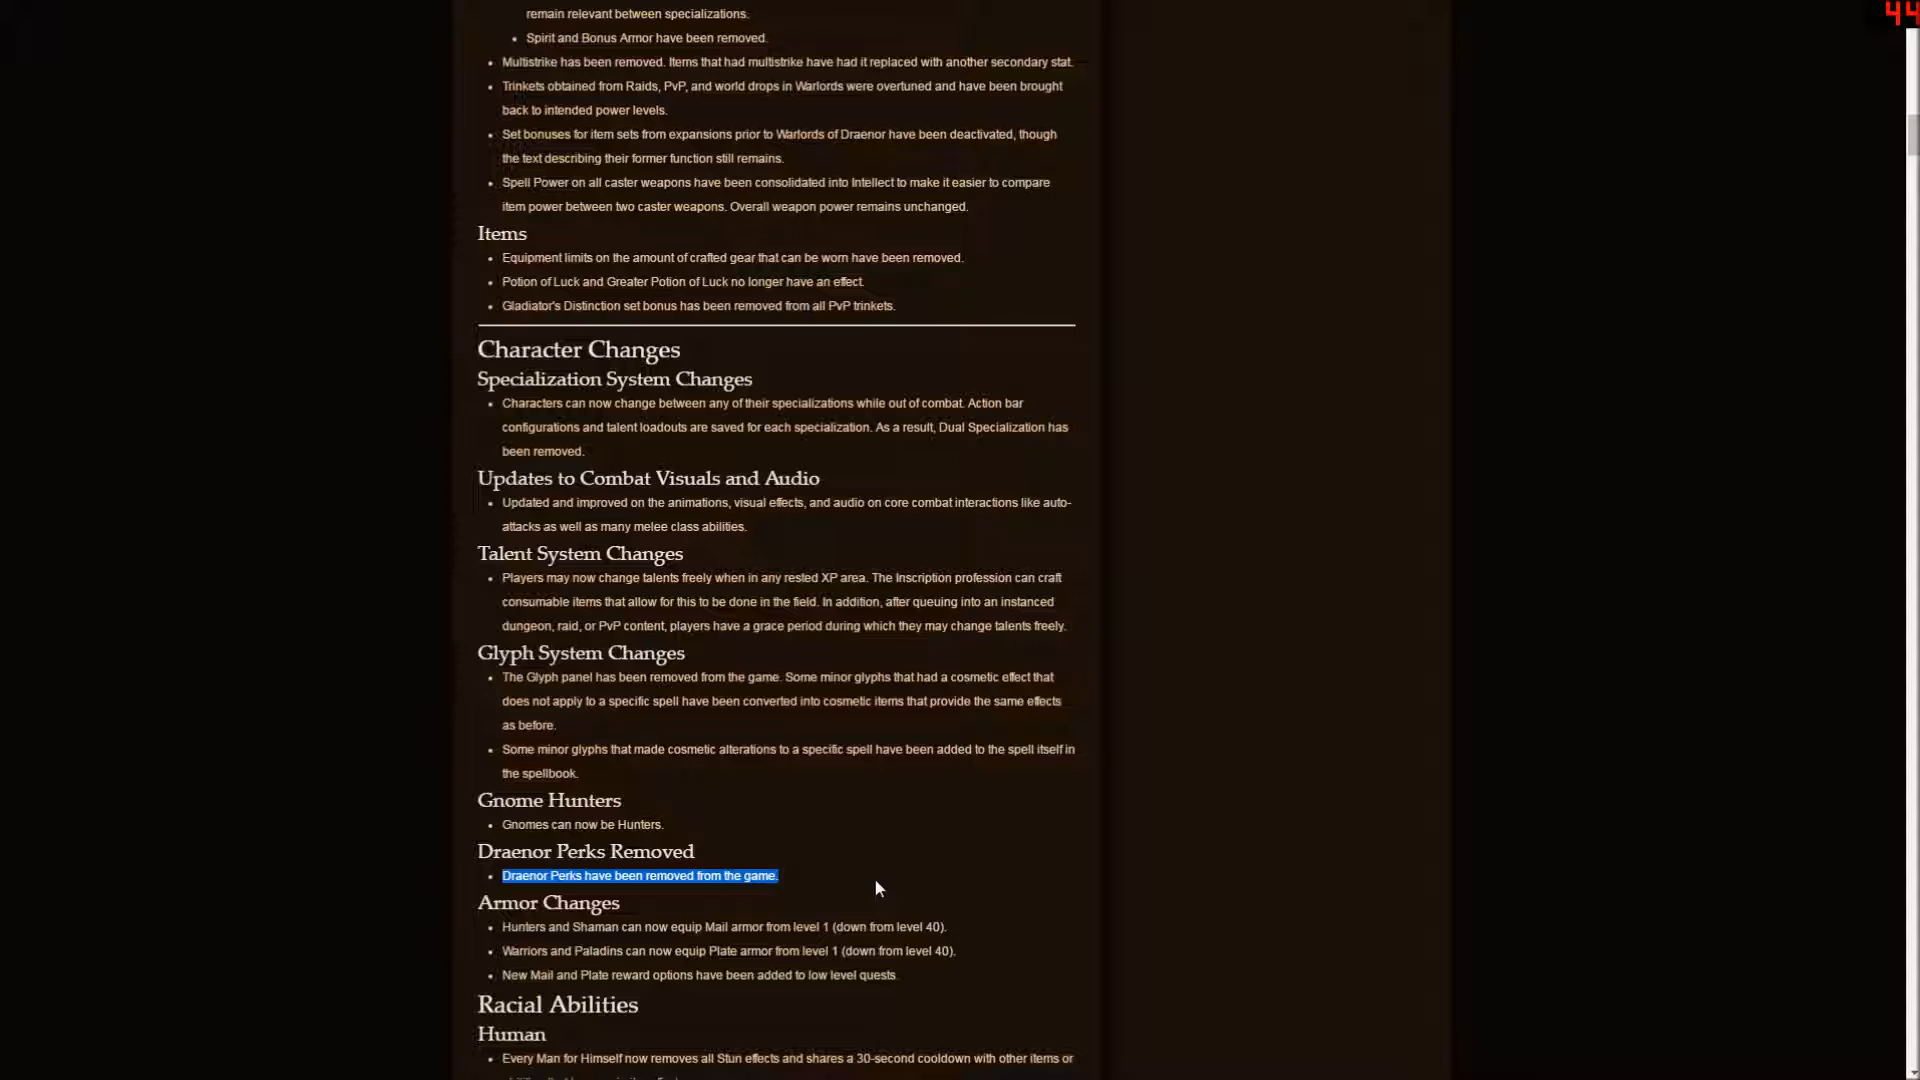 remain relevant between specializations.
Spirit and Bonus Armor have been removed.
44
Multistrike has been removed. Items that had multistrike have had it replaced with another secondary stat.
Trinkets obtained from Raids, PvP, and world drops in Warlords were overtuned and have been brought
back to intended power levels.
Set bonuses for item sets from expansions prior to Warlords of Draenor have been deactivated, though
the text describing their former function still remains.
Spell Power on all caster weapons have been consolidated into Intellect to make it easier to compare
item power between two caster weapons. Overall weapon power remains unchanged.
Items
Equipment limits on the amount of crafted gear that can be worn have been removed.
Potion of Luck and Greater Potion of Luck no longer have an effect.
Gladiator's Distinction set bonus has been removed from all PvP trinkets.
Character Changes
Specialization System Changes
Characters can now change between any of their specializations while out of combat. Action bar
configurations and talent loadouts are saved for each specialization. As a result, Dual Specialization has
been removed.
Updates to Combat Visuals and Audio
Updated and improved on the animations, visual effects, and audio on core combat interactions like auto-
attacks as well as many melee class abilities.
Talent System Changes
Players may now change talents freely when in any rested XP area. The Inscription profession can craft
consumable items that allow for this to be done in the field. In addition, after queuing into an instanced
dungeon, raid, or PvP content, players have a grace period during which they may change talents freely.
Glyph System Changes
The Glyph panel has been removed from the game. Some minor glyphs that had a cosmetic effect that
does not apply to a specific spell have been converted into cosmetic items that provide the same effects
as before.
Some minor glyphs that made cosmetic alterations to a specific spell have been added to the spell itself in
the spellbook.
Gnome Hunters
Gnomes can now be Hunters.
Draenor Perks Removed
Draenor Perks have been removed from the game.
Armor Changes
Hunters and Shaman can now equip Mail armor from level 1 (down from level 40).
Warriors and Paladins can now equip Plate armor from level 1 (down from level 40).
New Mail and Plate reward options have been added to low level quests.
Racial Abilities
Human
Every Man for Himself now removes all Stun effects and shares a 30-second cooldown with other items or